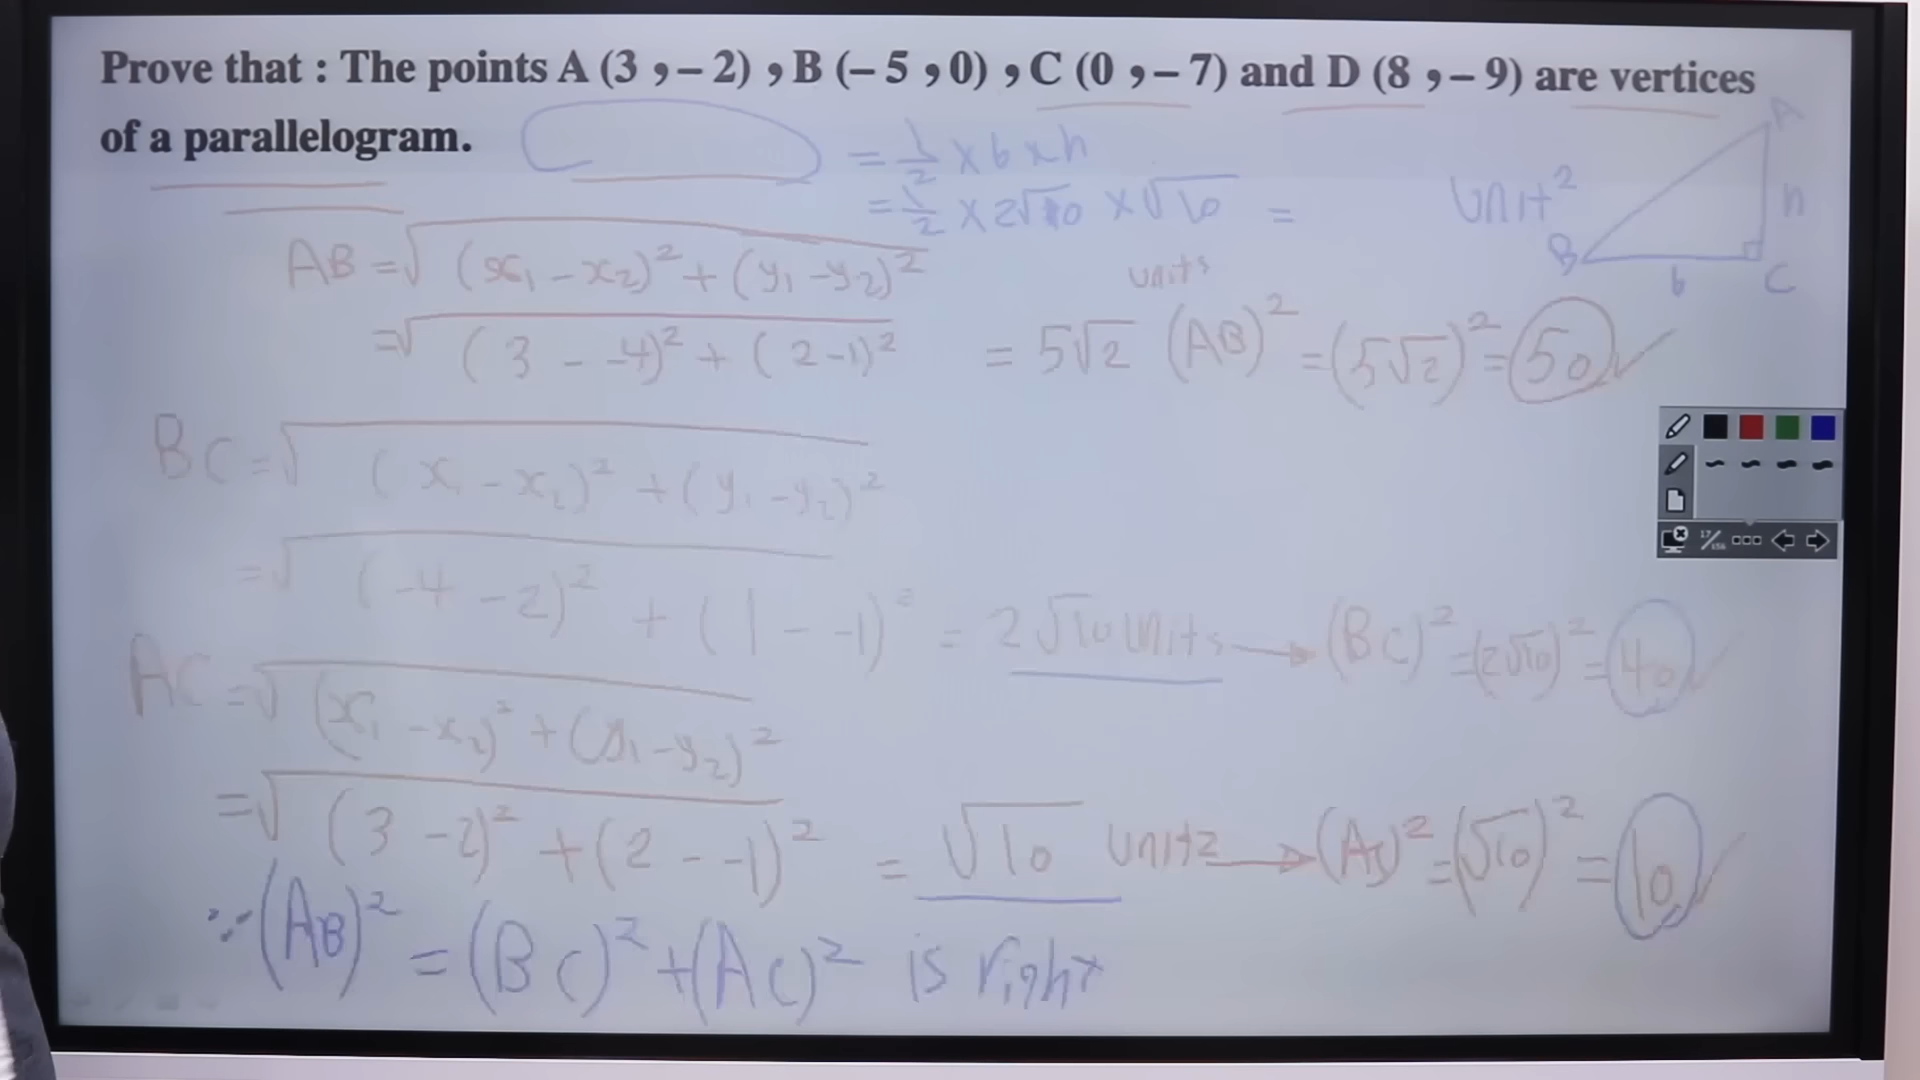 Prove that : The points A (3 , – 2) , B (– 5 , 0) , C (0 , – 7) and D (8 , – 9) are vertices
of a parallelogram.
= 1/2 × b × h
= 1/2 × 2√10 × √10 = Unit²
A
h
B
b
C
AB = √(x₁ - x₂)² + (y₁ - y₂)²
units
= √(3 - -4)² + (2-1)² = 5√2 (AB)² = (5√2)² = 50 ✓
BC = √(x₁ - x₂)² + (y₁ - y₂)²
= √(-4 - 2)² + (1 - -1)² = 2√10 units → (BC)² = (2√10)² = 40 ✓
AC = √(x₁ - x₂)² + (y₁ - y₂)²
= √(3 - 2)² + (2 - -1)² = √10 units → (AC)² = (√10)² = 10 ✓
∵ (AB)² = (BC)² + (AC)² is right